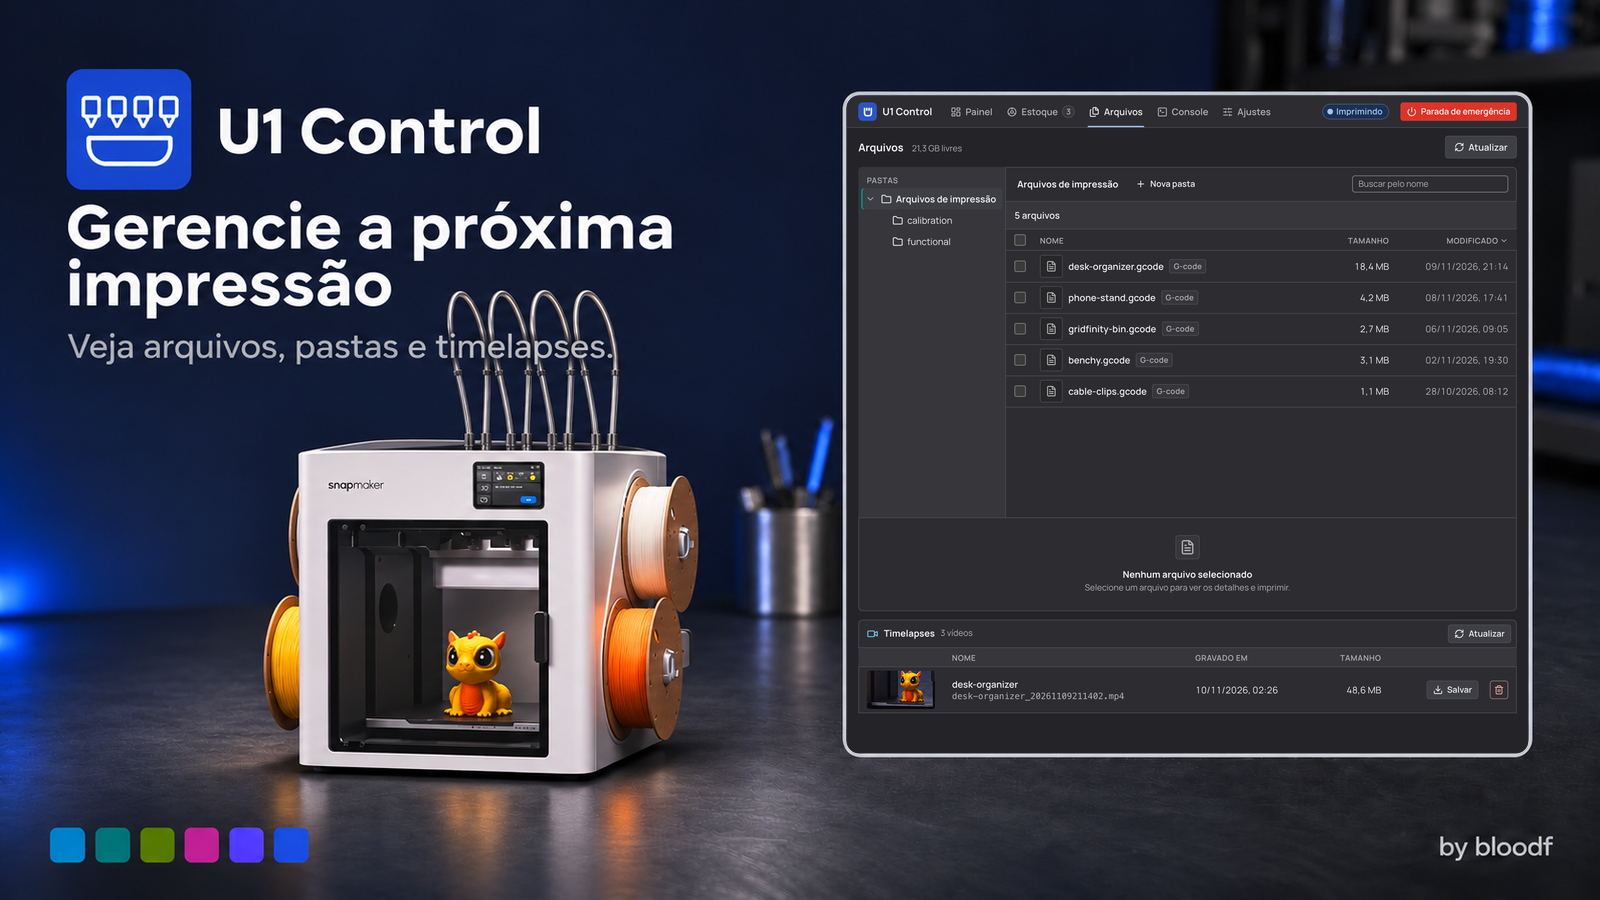 U1 Control
Gerencie a próxima
impressão
Veja arquivos, pastas e timelapses.
snapmaker
U1 Control
Painel
Estoque 3
Arquivos
Console
Ajustes
Imprimindo
Parada de emergência
Arquivos 21,3 GB livres
Atualizar
PASTAS
Arquivos de impressão
calibration
functional
Arquivos de impressão
+ Nova pasta
Buscar pelo nome
5 arquivos
NOME TAMANHO MODIFICADO
desk-organizer.gcode G-code 18,4 MB 09/11/2026, 21:14
phone-stand.gcode G-code 4,2 MB 08/11/2026, 17:41
gridfinity-bin.gcode G-code 2,7 MB 06/11/2026, 09:05
benchy.gcode G-code 3,1 MB 02/11/2026, 19:30
cable-clips.gcode G-code 1,1 MB 28/10/2026, 08:12
Nenhum arquivo selecionado
Selecione um arquivo para ver os detalhes e imprimir.
Timelapses 3 vídeos
Atualizar
NOME GRAVADO EM TAMANHO
desk-organizer
desk-organizer_20261109211402.mp4
10/11/2026, 02:26 48,6 MB Salvar
by bloodf